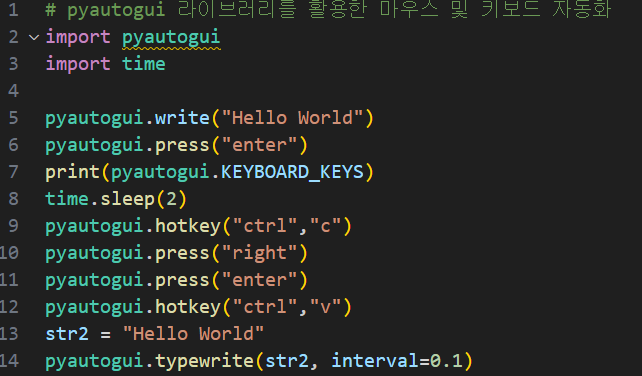 1 # pyautogui 라이브러리를 활용한 마우스 및 키보드 자동화
2 import pyautogui
3 import time
4
5 pyautogui.write("Hello World")
6 pyautogui.press("enter")
7 print(pyautogui.KEYBOARD_KEYS)
8 time.sleep(2)
9 pyautogui.hotkey("ctrl","c")
10 pyautogui.press("right")
11 pyautogui.press("enter")
12 pyautogui.hotkey("ctrl","v")
13 str2 = "Hello World"
14 pyautogui.typewrite(str2, interval=0.1)